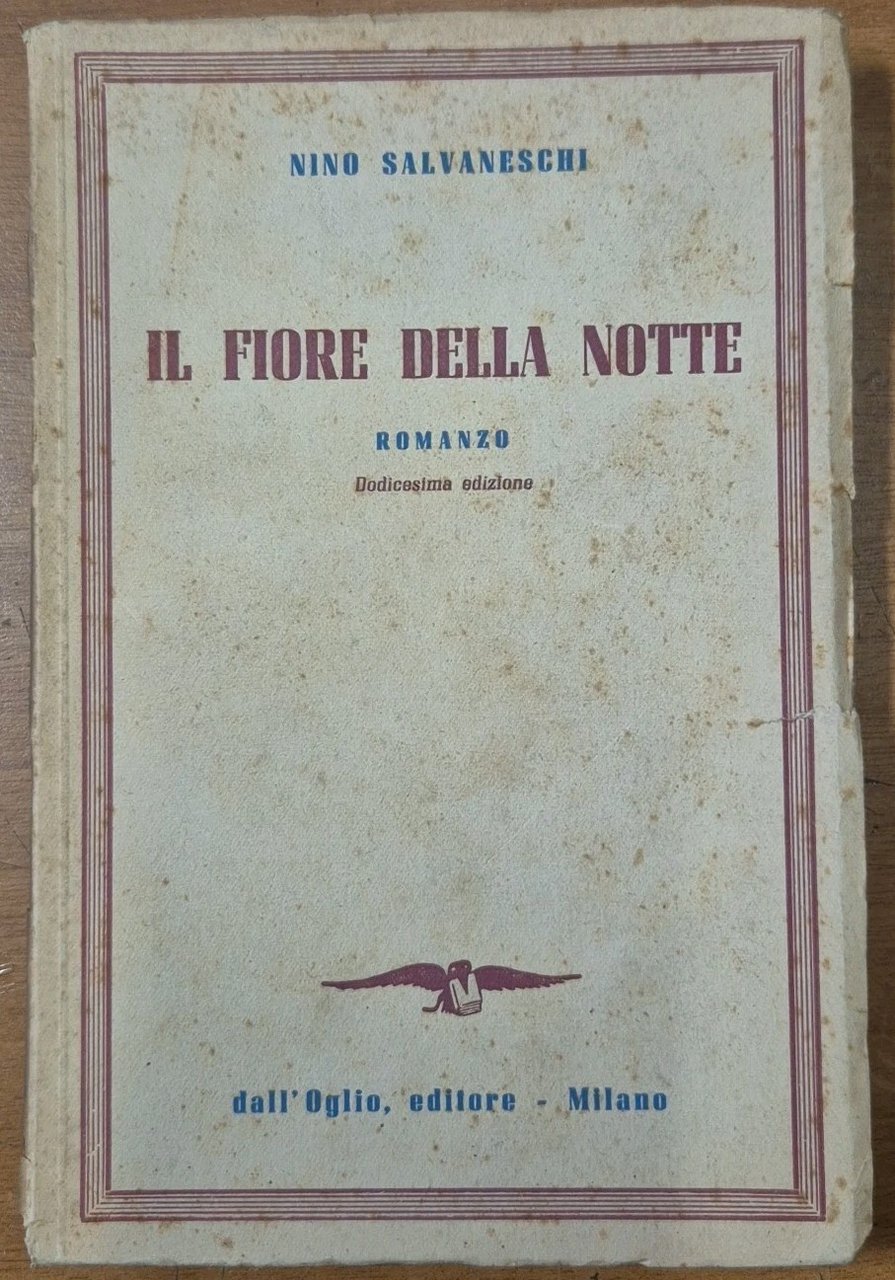 NINO SALVANESCHI
IL FIORE DELLA NOTTE
ROMANZO
Dodicesima edizione
dall'Oglio, editore - Milano